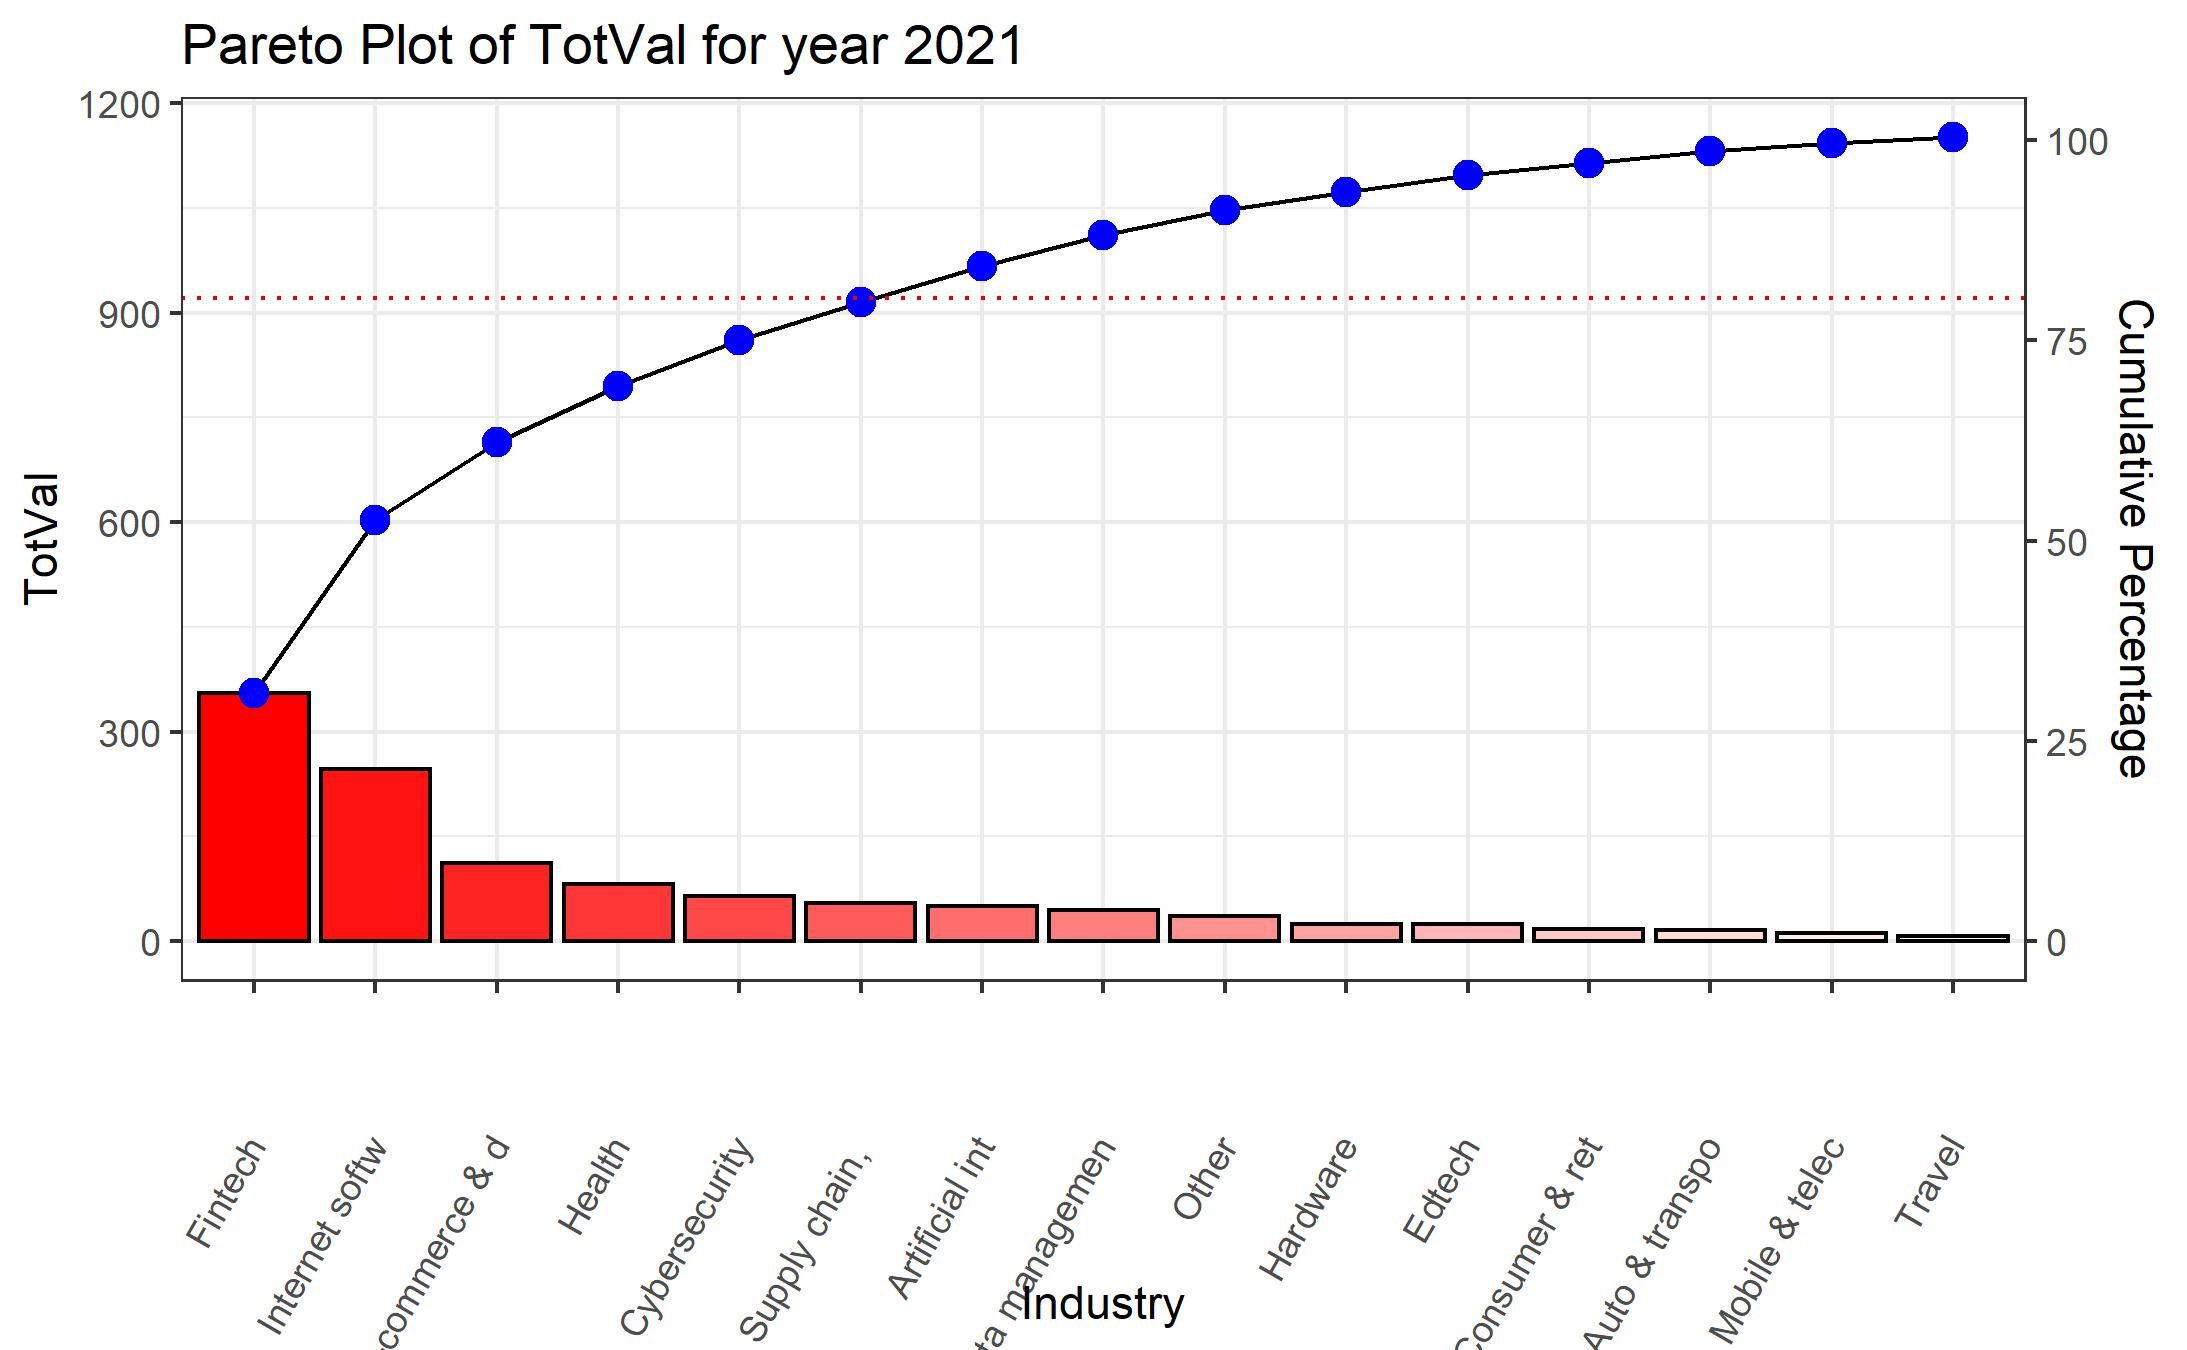 Pareto Plot of TotVal for year 2021
1200
900
600
300
0
TotVal
100
75
50
25
0
Cumulative Percentage
Fintech
Internet softw
commerce & d
Health
Cybersecurity
Supply chain,
Artificial int
ta managemen
Other
Hardware
Edtech
Consumer & ret
Auto & transpo
Mobile & telec
Travel
Industry